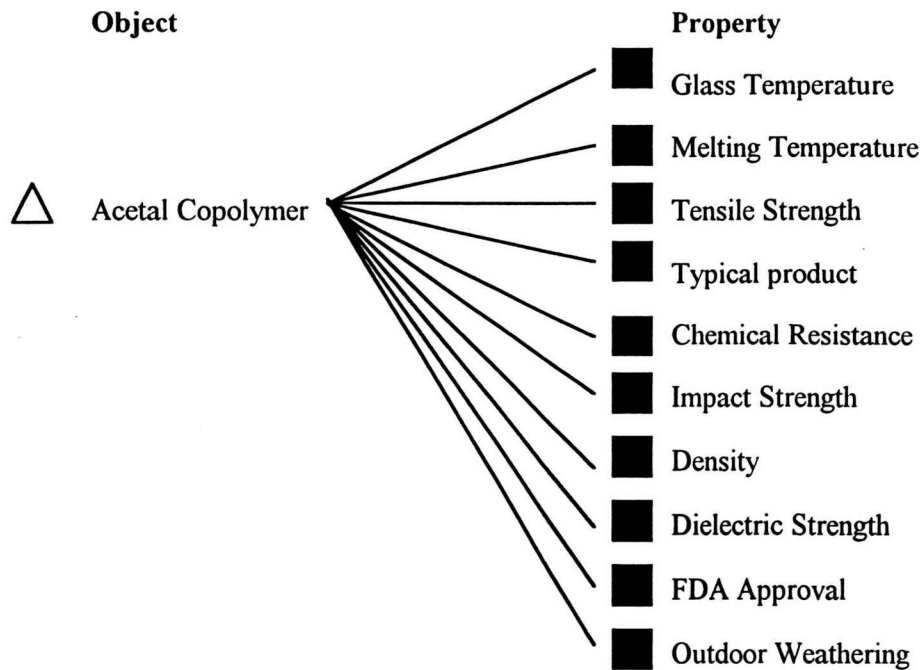 Object
Property
Glass Temperature
Melting Temperature
Acetal Copolymer
Tensile Strength
Typical product
Chemical Resistance
Impact Strength
Density
Dielectric Strength
FDA Approval
Outdoor Weathering